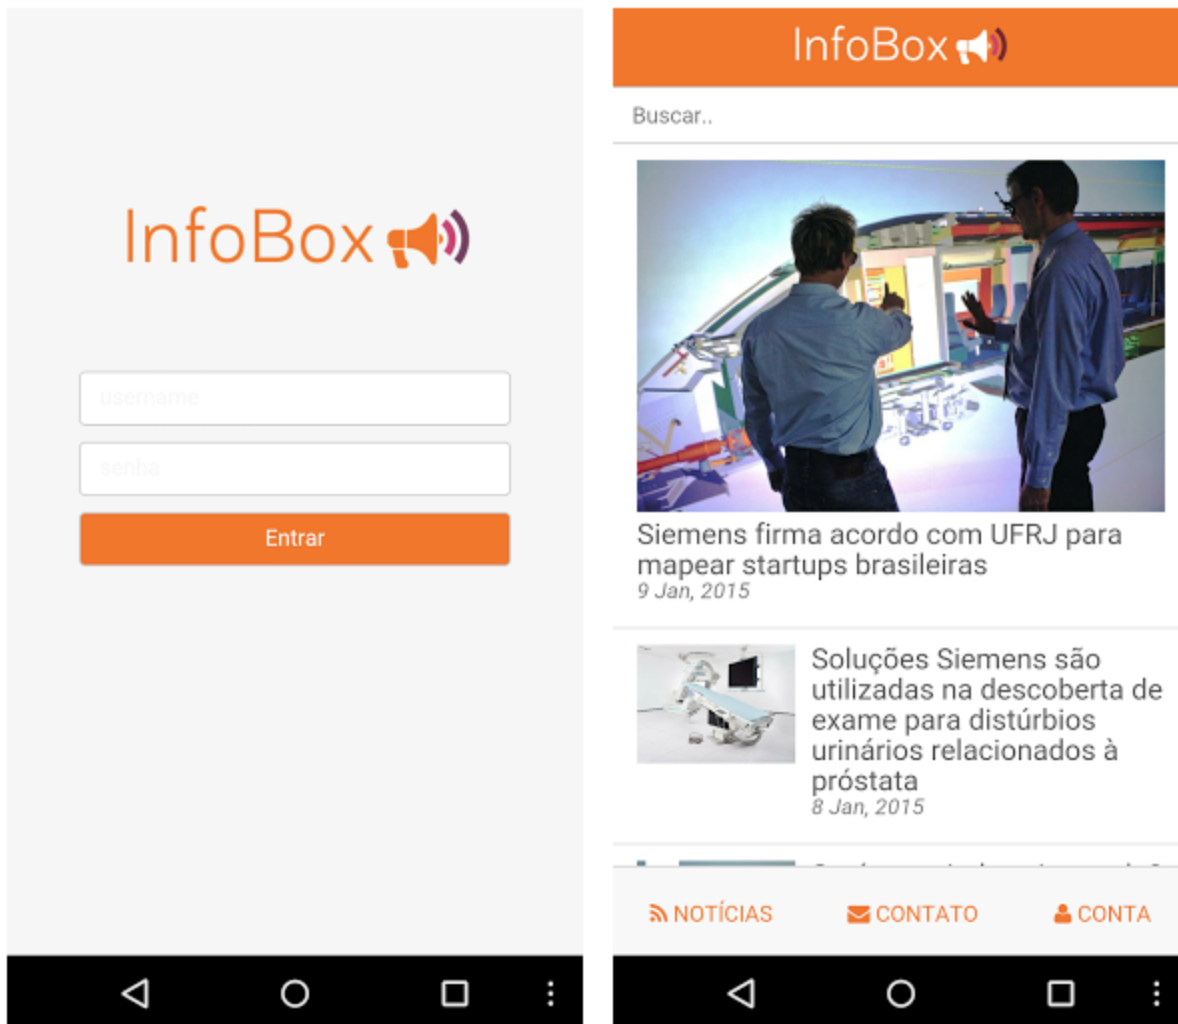 InfoBox
username
senha
Entrar
InfoBox
Buscar..
Siemens firma acordo com UFRJ para
mapear startups brasileiras
9 Jan, 2015
Soluções Siemens são
utilizadas na descoberta de
exame para distúrbios
urinários relacionados à
próstata
8 Jan, 2015
NOTÍCIAS CONTATO CONTA